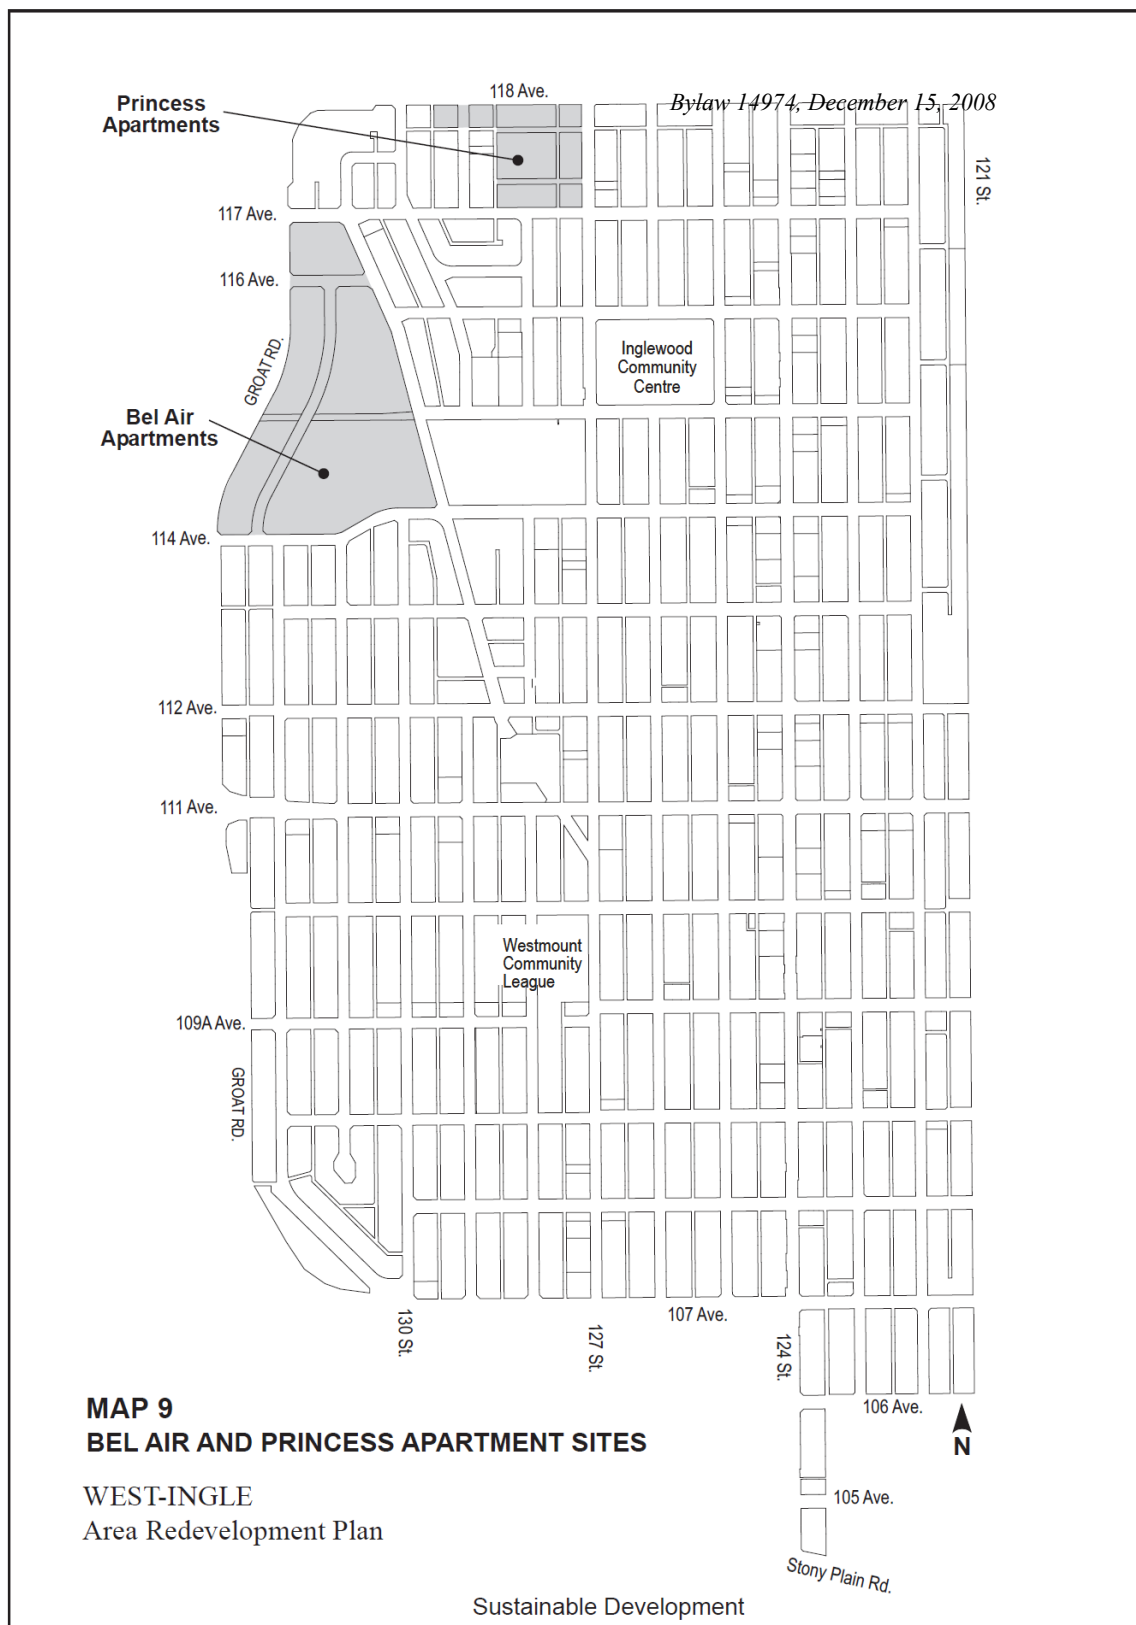 118 Ave.
Bylaw 14974, December 15, 2008
Princess
Apartments
121 St.
117 Ave.
116 Ave.
GROAT RD.
Inglewood
Community
Centre
Bel Air
Apartments
114 Ave.
112 Ave.
111 Ave.
Westmount
Community
League
109A Ave.
GROAT RD.
107 Ave.
130 St.
127 St.
124 St.
106 Ave.
N
MAP 9
BEL AIR AND PRINCESS APARTMENT SITES
WEST-INGLE
Area Redevelopment Plan
105 Ave.
Stony Plain Rd.
Sustainable Development